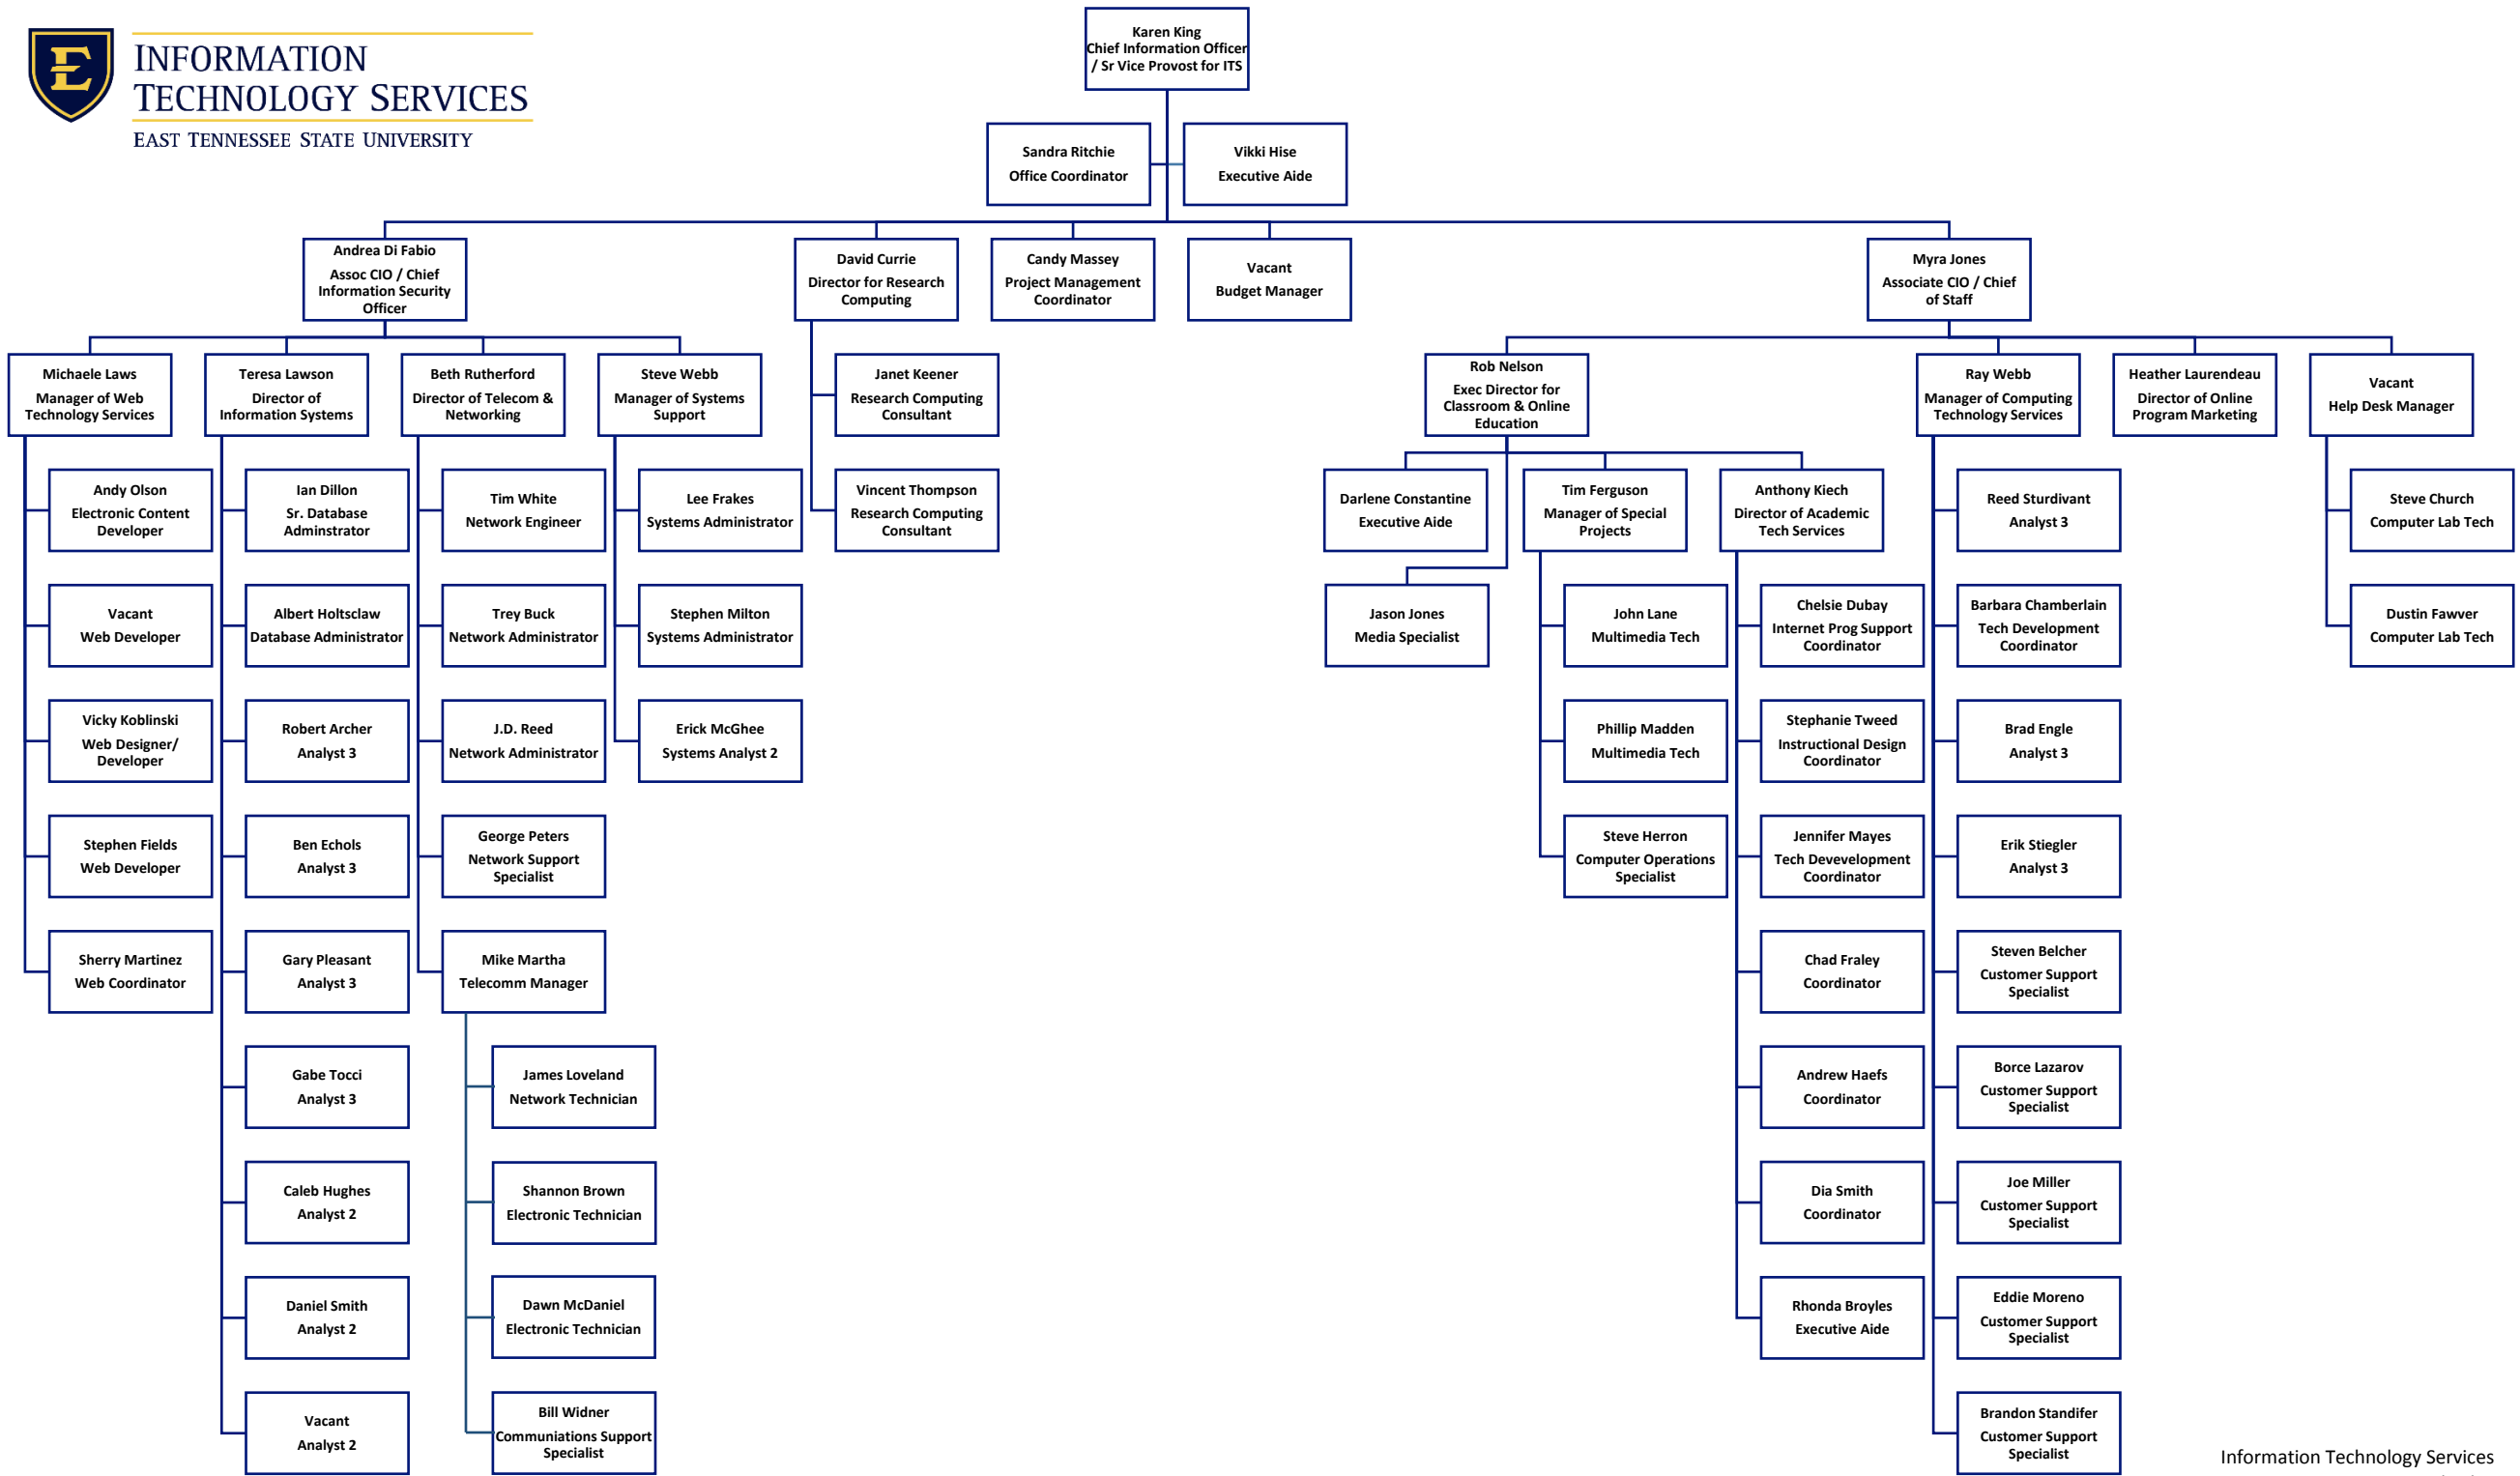 INFORMATION
TECHNOLOGY SERVICES
EAST TENNESSEE STATE UNIVERSITY
Karen King
Chief Information Officer
/ Sr Vice Provost for ITS
Sandra Ritchie
Office Coordinator
Vikki Hise
Executive Aide
Andrea Di Fabio
Assoc CIO / Chief
Information Security
Officer
David Currie
Director for Research
Computing
Candy Massey
Project Management
Coordinator
Vacant
Budget Manager
Myra Jones
Associate CIO / Chief
of Staff
Michaele Laws
Manager of Web
Technology Services
Teresa Lawson
Director of
Information Systems
Beth Rutherford
Director of Telecom &
Networking
Steve Webb
Manager of Systems
Support
Janet Keener
Research Computing
Consultant
Rob Nelson
Exec Director for
Classroom & Online
Education
Ray Webb
Manager of Computing
Technology Services
Heather Laurendeau
Director of Online
Program Marketing
Vacant
Help Desk Manager
Andy Olson
Electronic Content
Developer
Ian Dillon
Sr. Database
Adminstrator
Tim White
Network Engineer
Lee Frakes
Systems Administrator
Vincent Thompson
Research Computing
Consultant
Darlene Constantine
Executive Aide
Tim Ferguson
Manager of Special
Projects
Anthony Kiech
Director of Academic
Tech Services
Reed Sturdivant
Analyst 3
Steve Church
Computer Lab Tech
Vacant
Web Developer
Albert Holtsclaw
Database Administrator
Trey Buck
Network Administrator
Stephen Milton
Systems Administrator
Jason Jones
Media Specialist
John Lane
Multimedia Tech
Chelsie Dubay
Internet Prog Support
Coordinator
Barbara Chamberlain
Tech Development
Coordinator
Dustin Fawver
Computer Lab Tech
Vicky Koblinski
Web Designer/
Developer
Robert Archer
Analyst 3
J.D. Reed
Network Administrator
Erick McGhee
Systems Analyst 2
Phillip Madden
Multimedia Tech
Stephanie Tweed
Instructional Design
Coordinator
Brad Engle
Analyst 3
Stephen Fields
Web Developer
Ben Echols
Analyst 3
George Peters
Network Support
Specialist
Steve Herron
Computer Operations
Specialist
Jennifer Mayes
Tech Devevelopment
Coordinator
Erik Stiegler
Analyst 3
Sherry Martinez
Web Coordinator
Gary Pleasant
Analyst 3
Mike Martha
Telecomm Manager
Chad Fraley
Coordinator
Steven Belcher
Customer Support
Specialist
Gabe Tocci
Analyst 3
James Loveland
Network Technician
Andrew Haefs
Coordinator
Borce Lazarov
Customer Support
Specialist
Caleb Hughes
Analyst 2
Shannon Brown
Electronic Technician
Dia Smith
Coordinator
Joe Miller
Customer Support
Specialist
Daniel Smith
Analyst 2
Dawn McDaniel
Electronic Technician
Rhonda Broyles
Executive Aide
Eddie Moreno
Customer Support
Specialist
Vacant
Analyst 2
Bill Widner
Communiations Support
Specialist
Brandon Standifer
Customer Support
Specialist
Information Technology Services